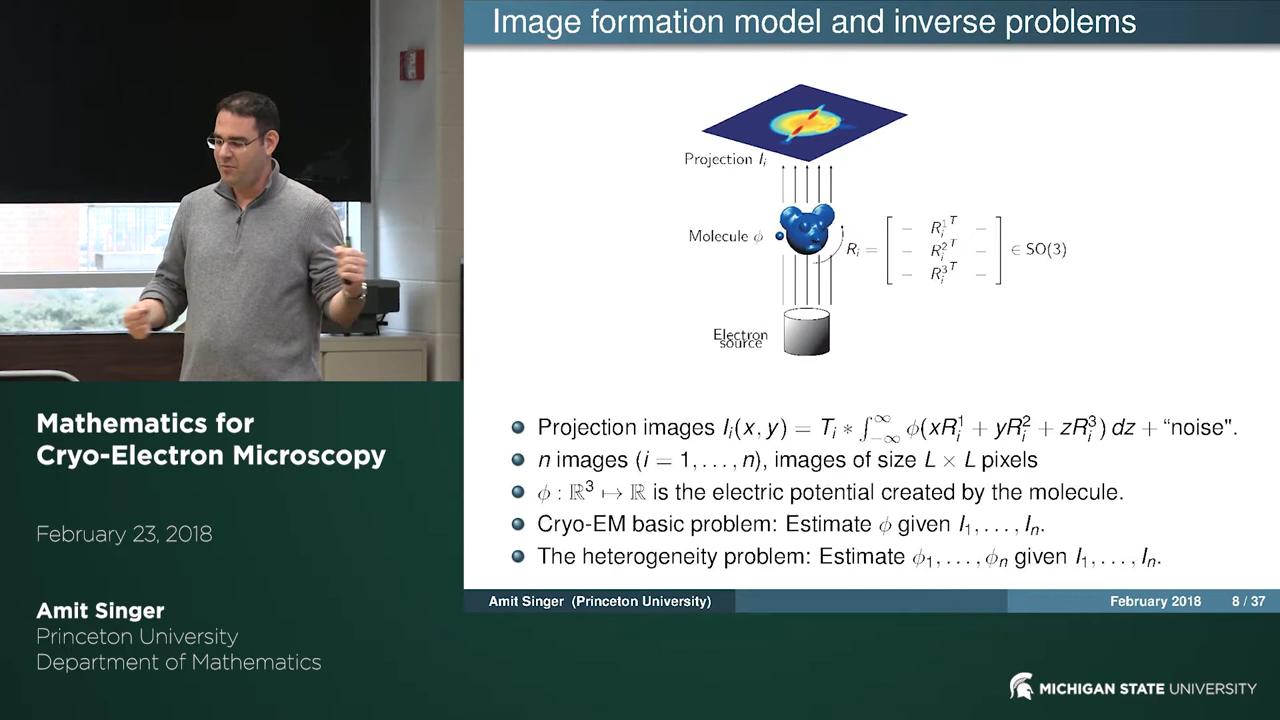 Image formation model and inverse problems
Projection Iᵢ
Molecule ϕ
Rᵢ = [ − Rᵢ¹ᵀ − ; − Rᵢ²ᵀ − ; − Rᵢ³ᵀ − ] ∈ SO(3)
Electron
source
Projection images Iᵢ(x, y) = Tᵢ ∗ ∫₋∞^∞ ϕ(xRᵢ¹ + yRᵢ² + zRᵢ³) dz + “noise".
n images (i = 1, . . . , n), images of size L × L pixels
ϕ : ℝ³ ↦ ℝ is the electric potential created by the molecule.
Cryo-EM basic problem: Estimate ϕ given I₁, . . . , Iₙ.
The heterogeneity problem: Estimate ϕ₁, . . . , ϕₙ given I₁, . . . , Iₙ.
Amit Singer (Princeton University)
February 2018
8 / 37
Mathematics for
Cryo-Electron Microscopy
February 23, 2018
Amit Singer
Princeton University
Department of Mathematics
MICHIGAN STATE UNIVERSITY